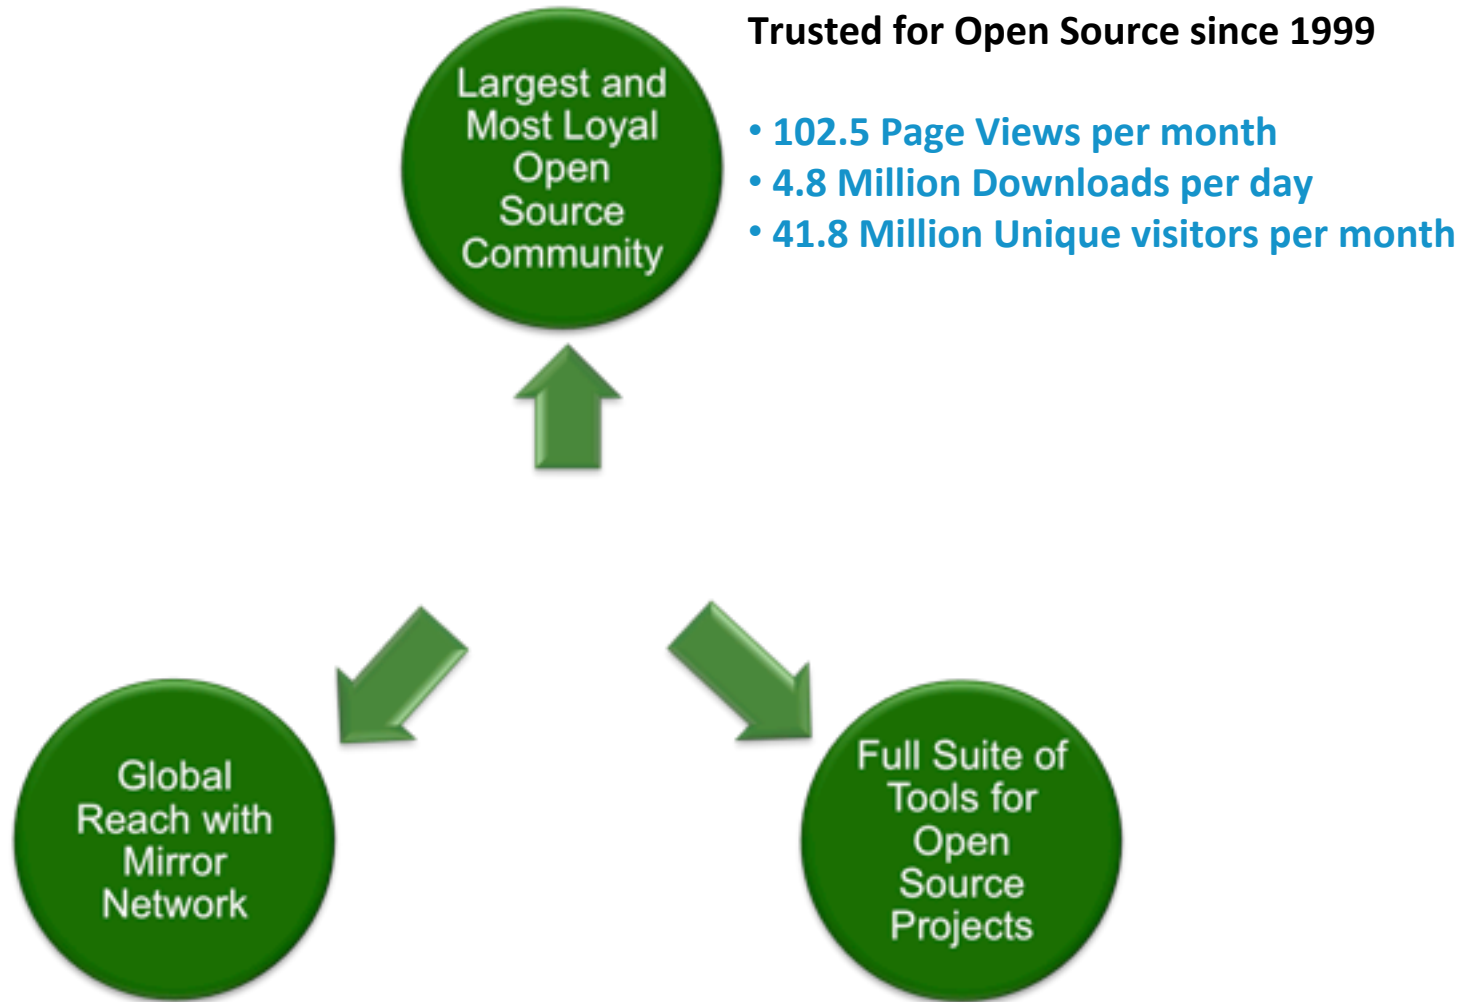 Trusted for Open Source since 1999
• 102.5 Page Views per month
• 4.8 Million Downloads per day
• 41.8 Million Unique visitors per month
Largest and
Most Loyal
Open
Source
Community
Global
Reach with
Mirror
Network
Full Suite of
Tools for
Open
Source
Projects